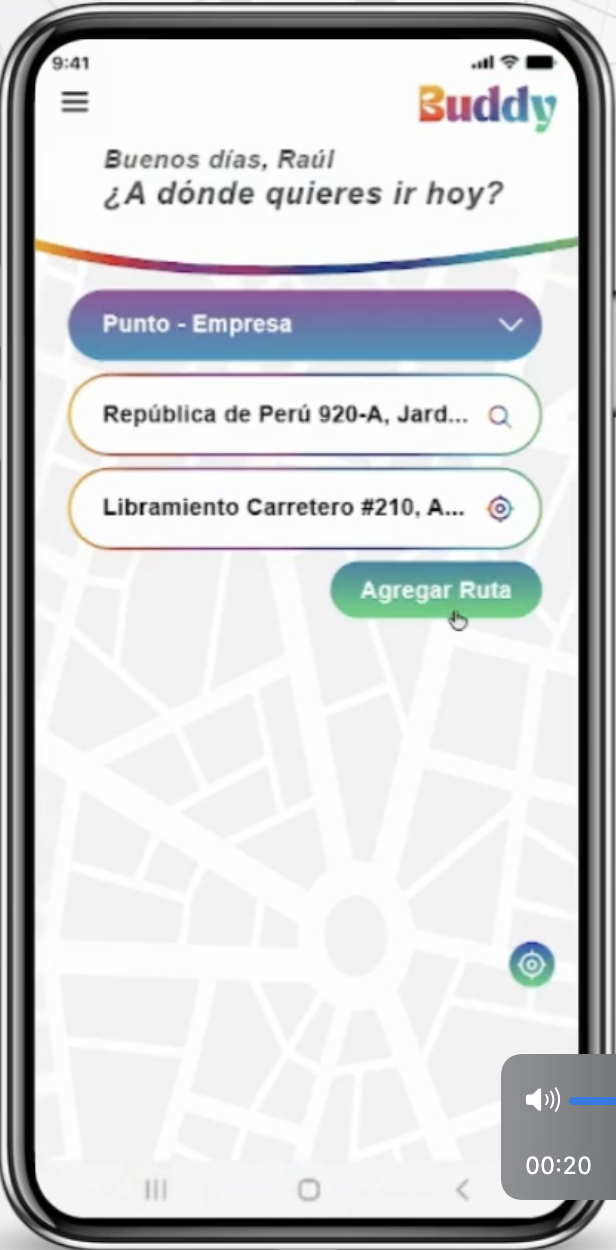 9:41
Buddy
Buenos días, Raúl
¿A dónde quieres ir hoy?
Punto - Empresa
República de Perú 920-A, Jard...
Libramiento Carretero #210, A...
Agregar Ruta
00:20